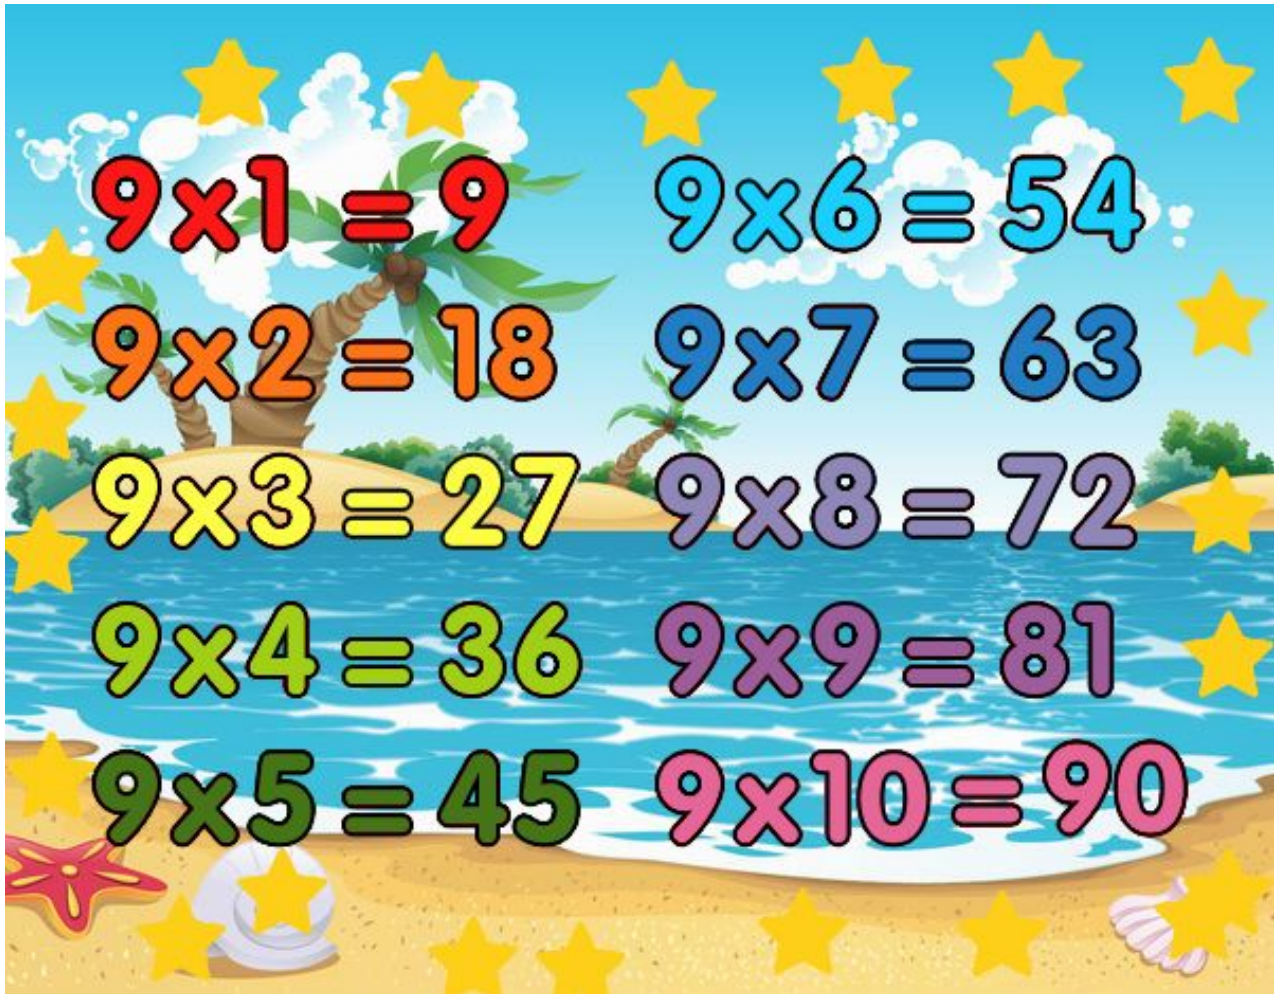 9x1 = 9
9x2 = 18
9x3 = 27
9x4 = 36
9x5 = 45
9x6 = 54
9x7 = 63
9x8 = 72
9x9 = 81
9x10 = 90